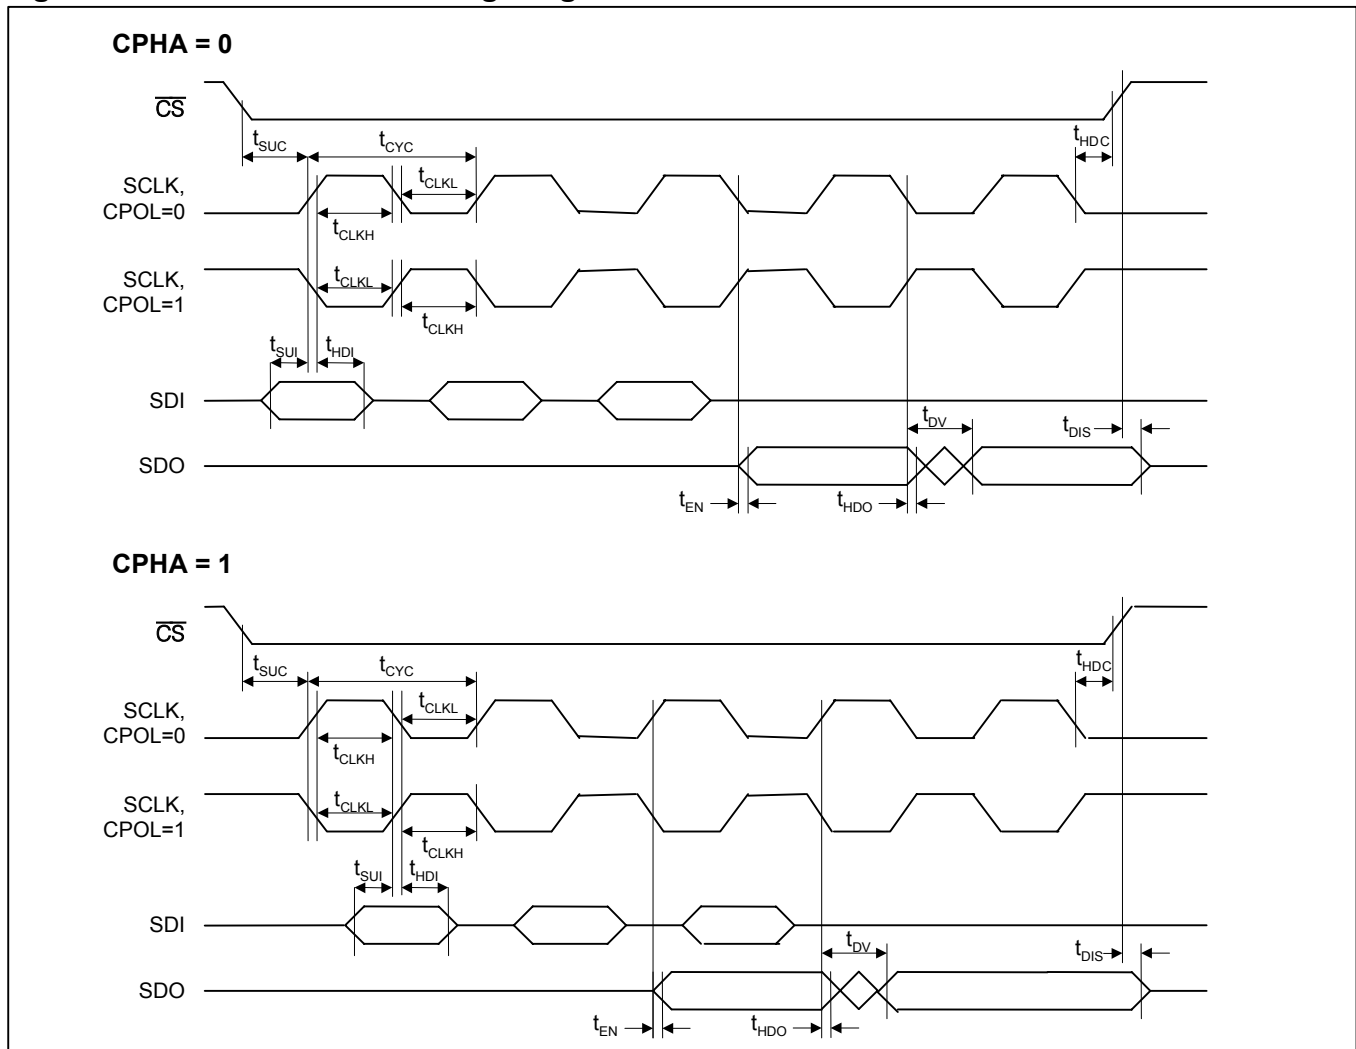 CPHA = 0
CS
tSUC
tCYC
tHDC
SCLK,
CPOL=0
tCLKL
tCLKH
SCLK,
CPOL=1
tCLKL
tCLKH
tSUI
tHDI
SDI
tDV
tDIS
SDO
tEN
tHDO
CPHA = 1
CS
tSUC
tCYC
tHDC
SCLK,
CPOL=0
tCLKL
tCLKH
SCLK,
CPOL=1
tCLKL
tCLKH
tSUI
tHDI
SDI
tDV
tDIS
SDO
tEN
tHDO